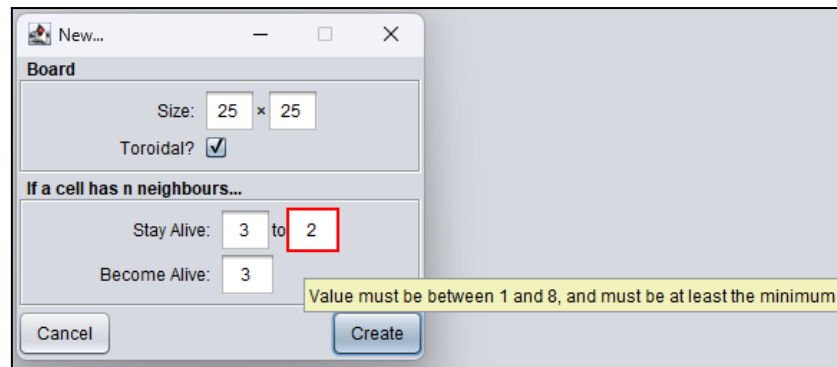 New...
Board
Size: 25 × 25
Toroidal?
If a cell has n neighbours...
Stay Alive: 3 to 2
Become Alive: 3
Value must be between 1 and 8, and must be at least the minimum
Cancel Create